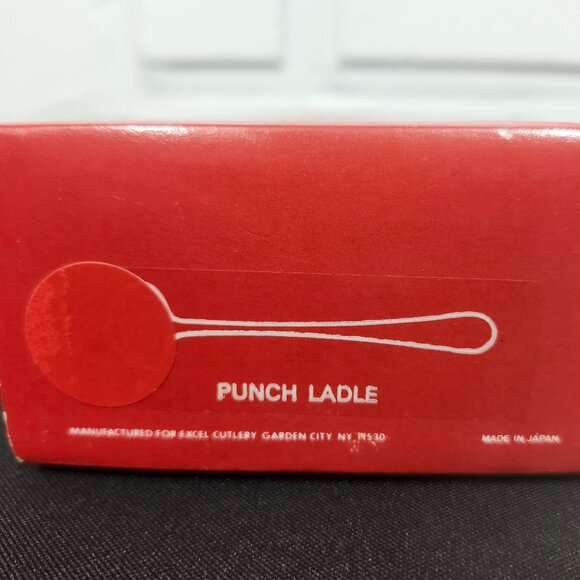 PUNCH LADLE
MANUFACTURED FOR EXCEL CUTLERY GARDEN CITY NY 11530 MADE IN JAPAN